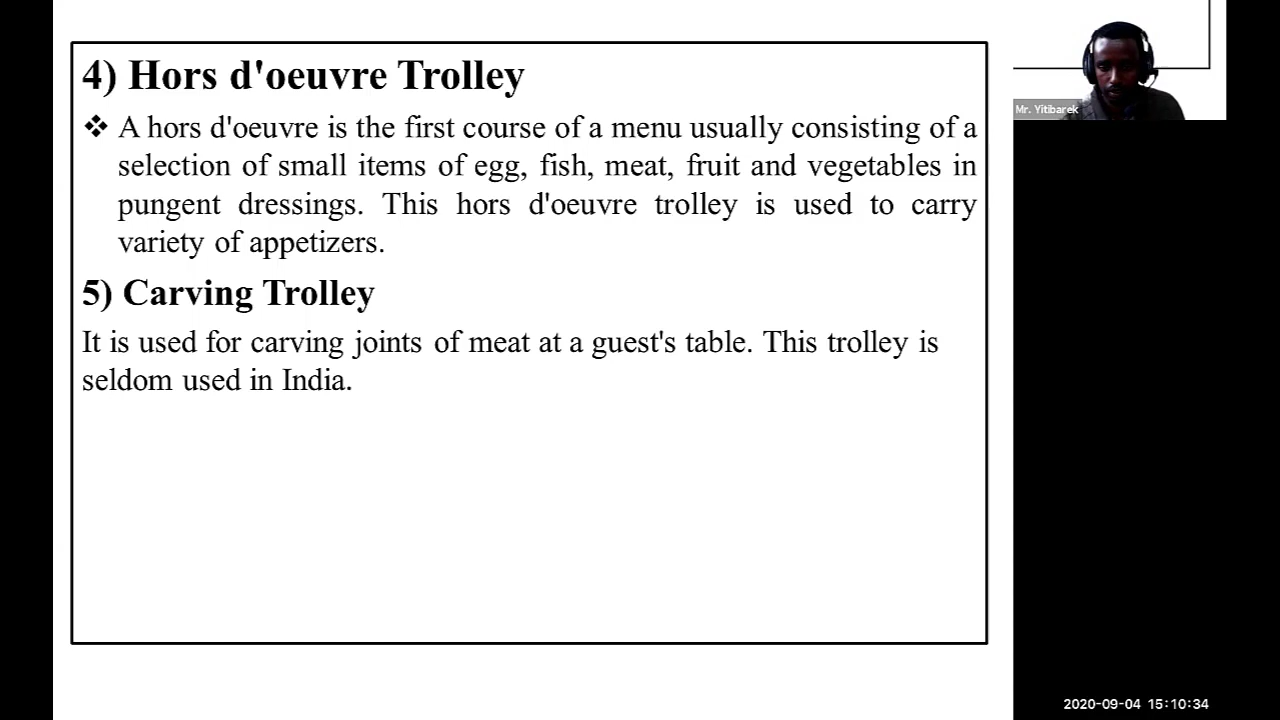 4) Hors d'oeuvre Trolley
❖ A hors d'oeuvre is the first course of a menu usually consisting of a
selection of small items of egg, fish, meat, fruit and vegetables in
pungent dressings. This hors d'oeuvre trolley is used to carry
variety of appetizers.
5) Carving Trolley
It is used for carving joints of meat at a guest's table. This trolley is
seldom used in India.
Mr. Yitibarek
2020-09-04 15:10:34